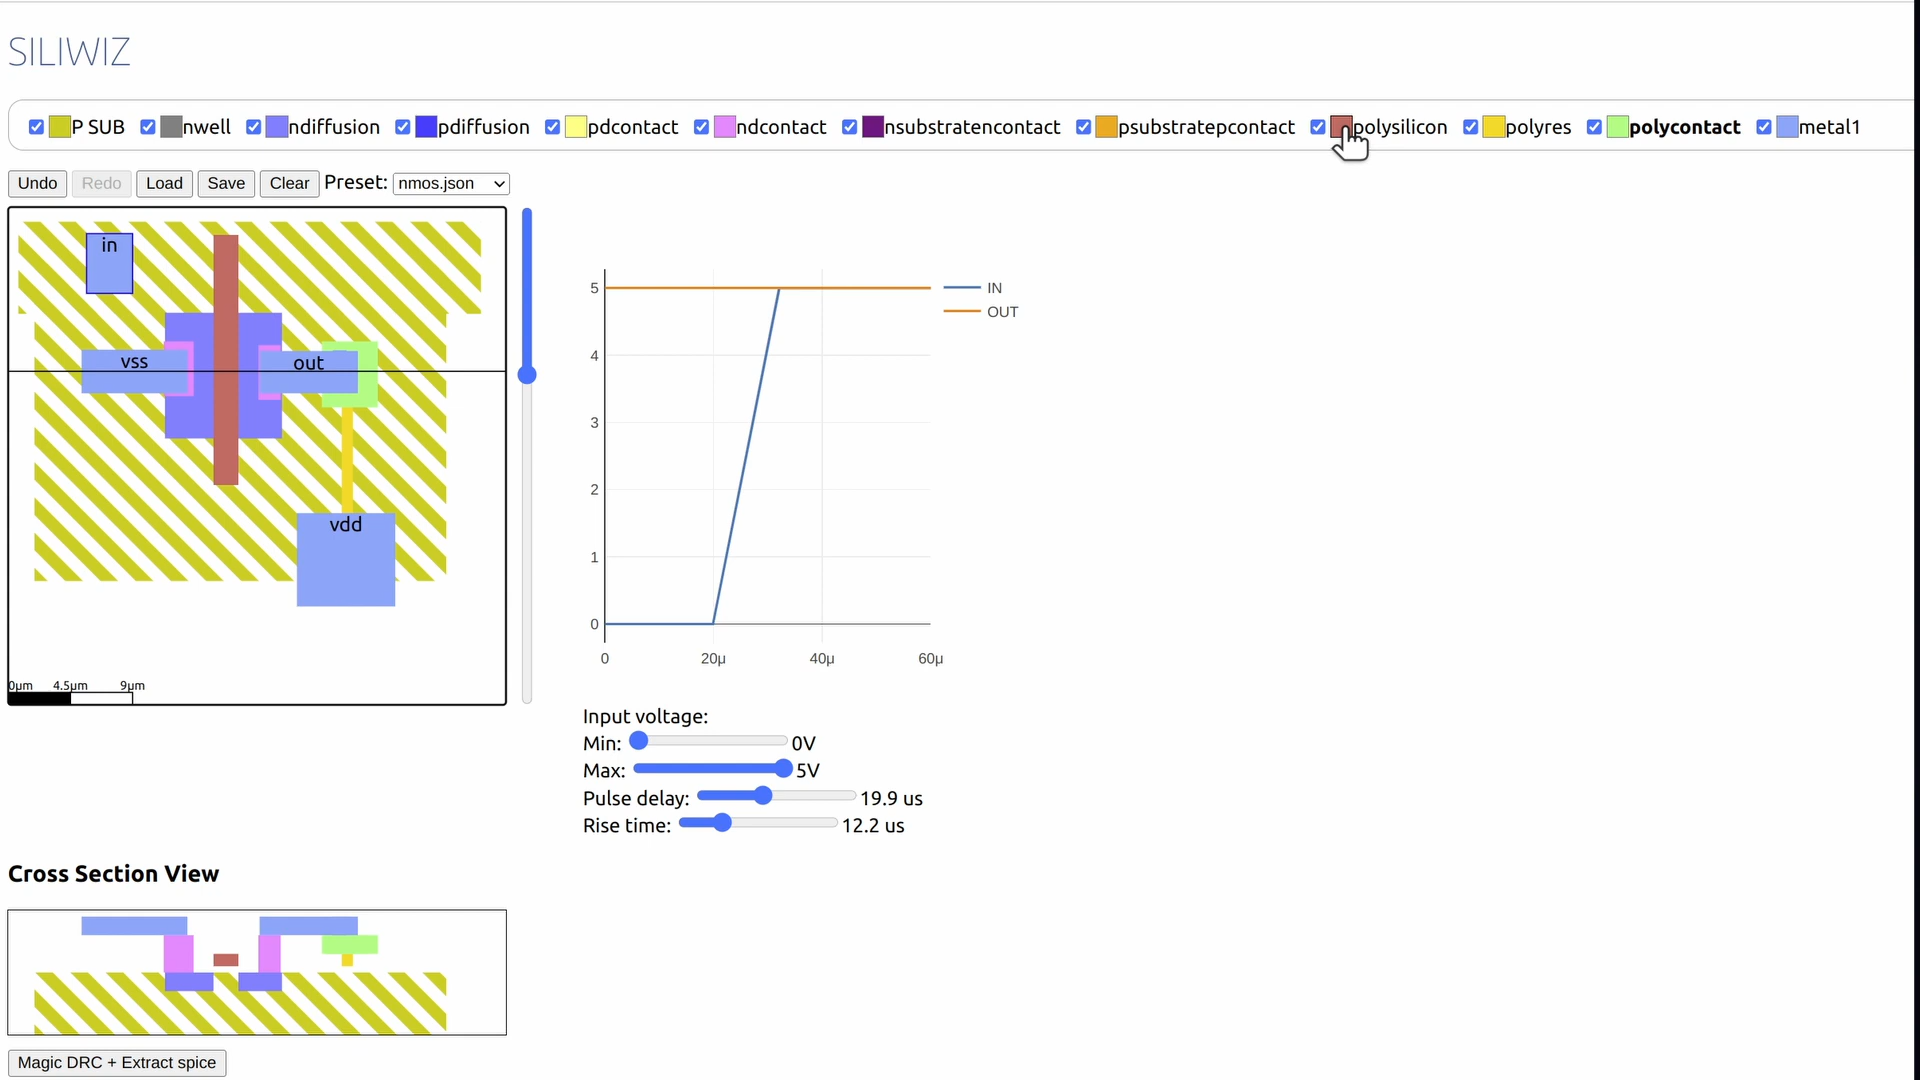 SILIWIZ
P SUB nwell ndiffusion pdiffusion pdcontact ndcontact nsubstratencontact psubstratepcontact polysilicon polyres polycontact metal1
Undo Redo Load Save Clear Preset: nmos.json
in
vss
out
vdd
0µm 4.5µm 9µm
5
4
3
2
1
0
0 20µ 40µ 60µ
IN
OUT
Input voltage:
Min: 0V
Max: 5V
Pulse delay: 19.9 us
Rise time: 12.2 us
Cross Section View
Magic DRC + Extract spice